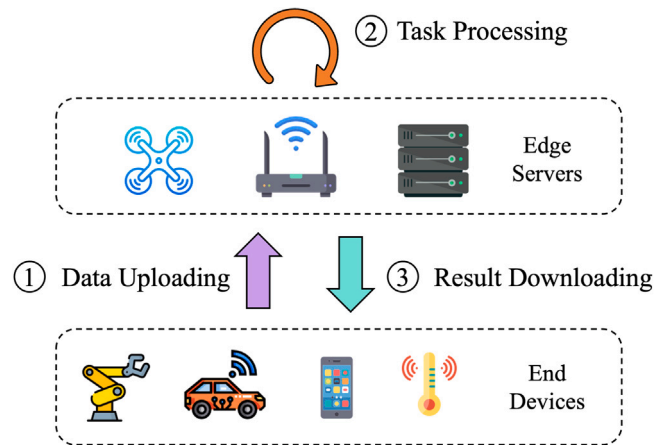 ② Task Processing
Edge
Servers
① Data Uploading
③ Result Downloading
End
Devices